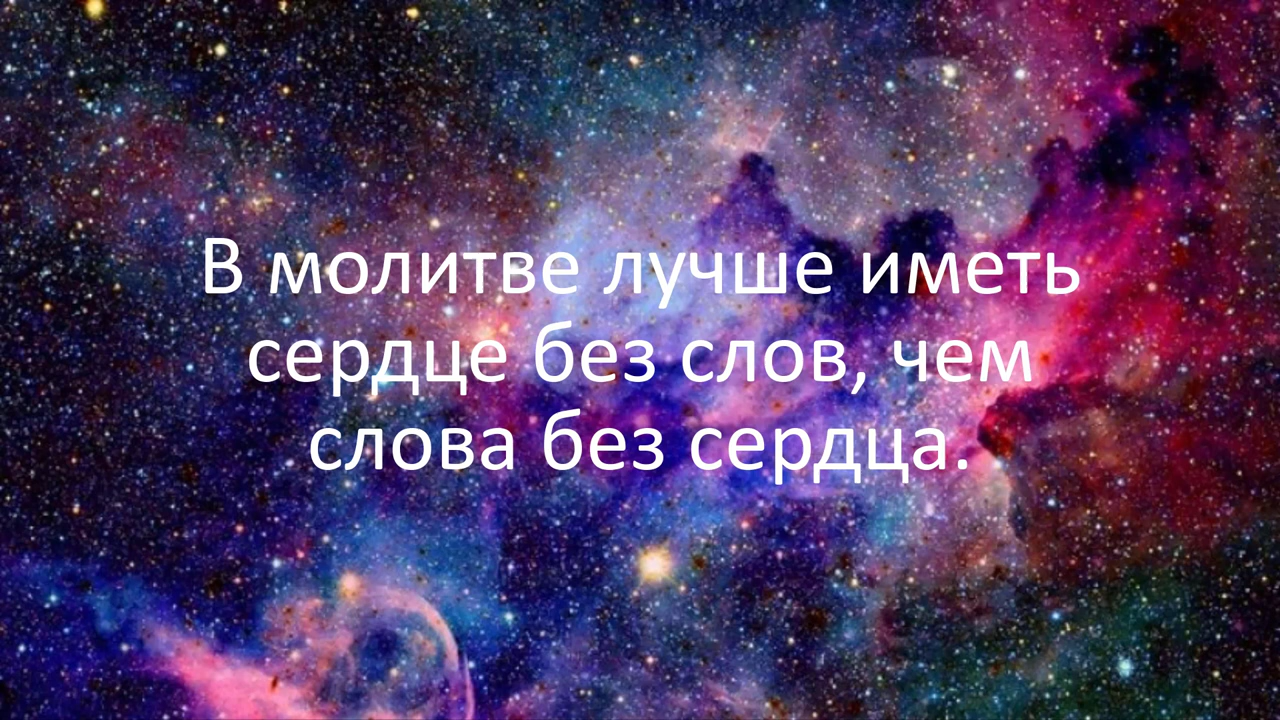 В молитве лучше иметь
сердце без слов, чем
слова без сердца.